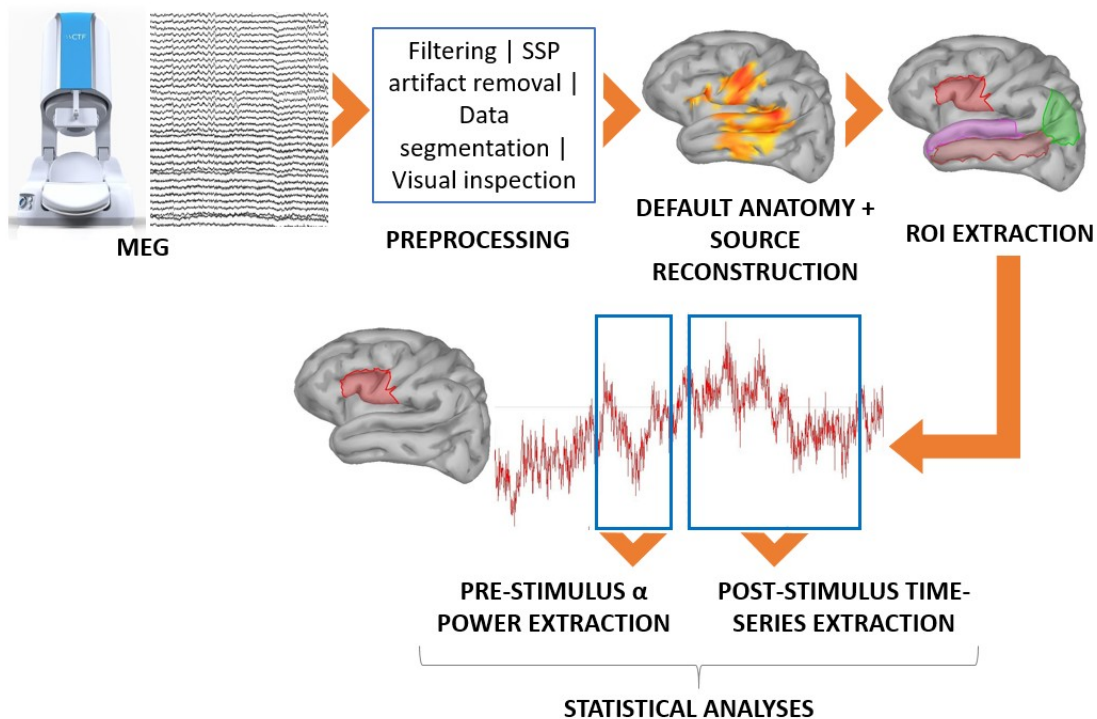 CTF
Filtering | SSP
artifact removal |
Data
segmentation |
Visual inspection
MEG
PREPROCESSING
DEFAULT ANATOMY +
SOURCE
RECONSTRUCTION
ROI EXTRACTION
PRE-STIMULUS α
POWER EXTRACTION
POST-STIMULUS TIME-
SERIES EXTRACTION
STATISTICAL ANALYSES